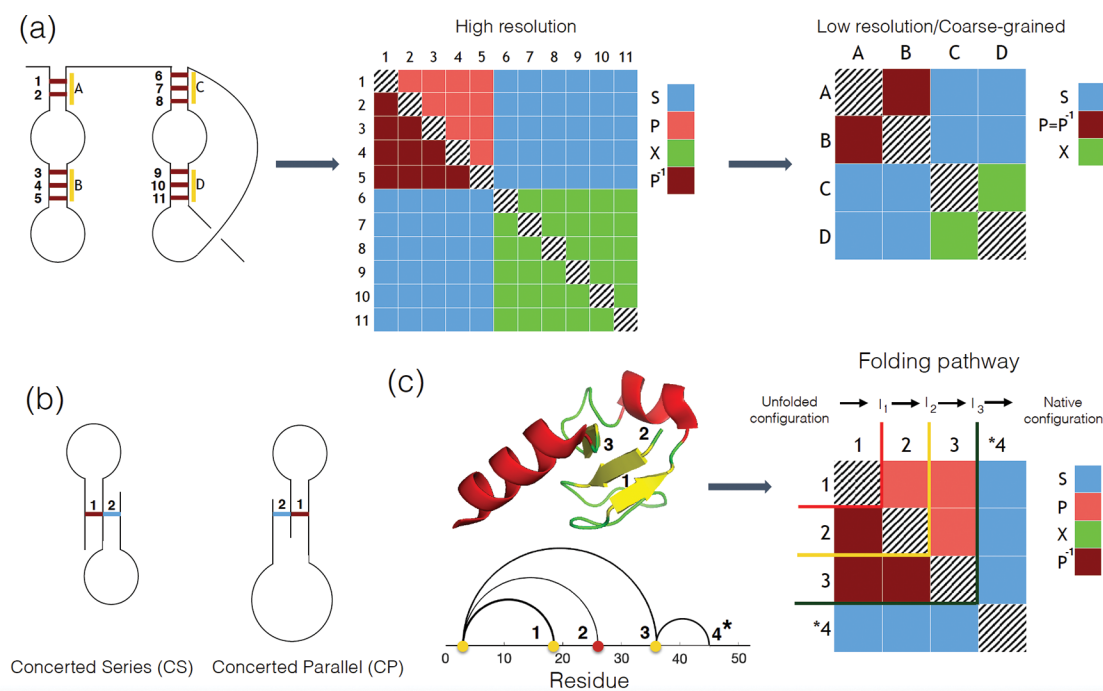 (a)
1
2
A
3
4
5
B
6
7
8
C
9
10
11
D
High resolution
1 2 3 4 5 6 7 8 9 10 11
1
2
3
4
5
6
7
8
9
10
11
S
P
X
P⁻¹
Low resolution/Coarse-grained
A B C D
A
B
C
D
S
P=P⁻¹
X
(b)
1 2
2 1
Concerted Series (CS)
Concerted Parallel (CP)
(c)
3
2
1
1 2 3 4*
0 10 20 30 40 50
Residue
Folding pathway
Unfolded configuration
I₁ I₂ I₃
Native configuration
1 2 3 *4
1
2
3
*4
S
P
X
P⁻¹